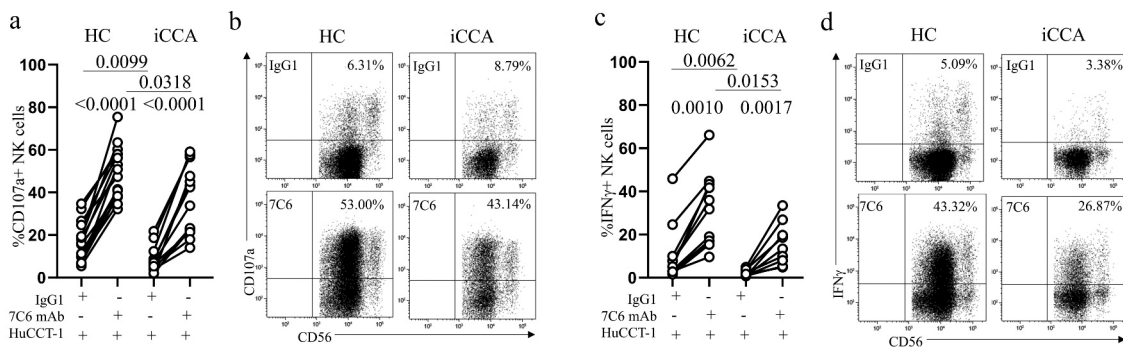 a
HC iCCA
0.0099
0.0318
<0.0001 <0.0001
100
80
60
40
20
0
%CD107a+ NK cells
IgG1 + - + -
7C6 mAb - + - +
HuCCT-1 + + + +
b
HC iCCA
IgG1 6.31%
IgG1 8.79%
7C6 53.00%
7C6 43.14%
CD107a
CD56
c
HC iCCA
0.0062
0.0153
0.0010 0.0017
100
80
60
40
20
0
%IFNγ+ NK cells
IgG1 + - + -
7C6 mAb - + - +
HuCCT-1 + + + +
d
HC iCCA
IgG1 5.09%
IgG1 3.38%
7C6 43.32%
7C6 26.87%
IFNγ
CD56